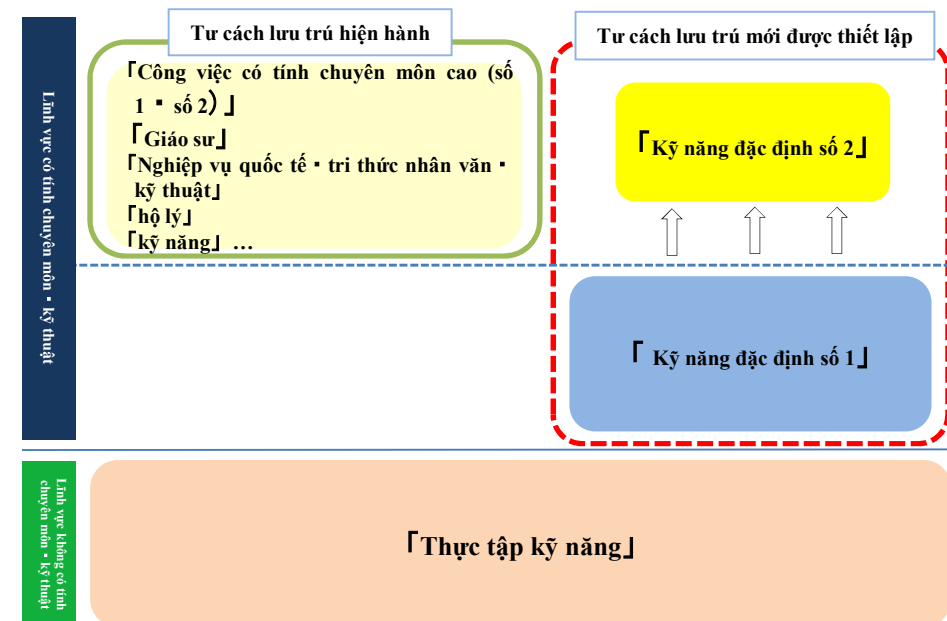 Lĩnh vực có tính chuyên môn・kỹ thuật
Tư cách lưu trú hiện hành
「Công việc có tính chuyên môn cao (số
1・số 2)」
「Giáo sư」
「Nghiệp vụ quốc tế・tri thức nhân văn・
kỹ thuật」
「hộ lý」
「kỹ năng」…
Tư cách lưu trú mới được thiết lập
「Kỹ năng đặc định số 2」
「 Kỹ năng đặc định số 1」
Lĩnh vực không có tính
chuyên môn・kỹ thuật
「Thực tập kỹ năng」